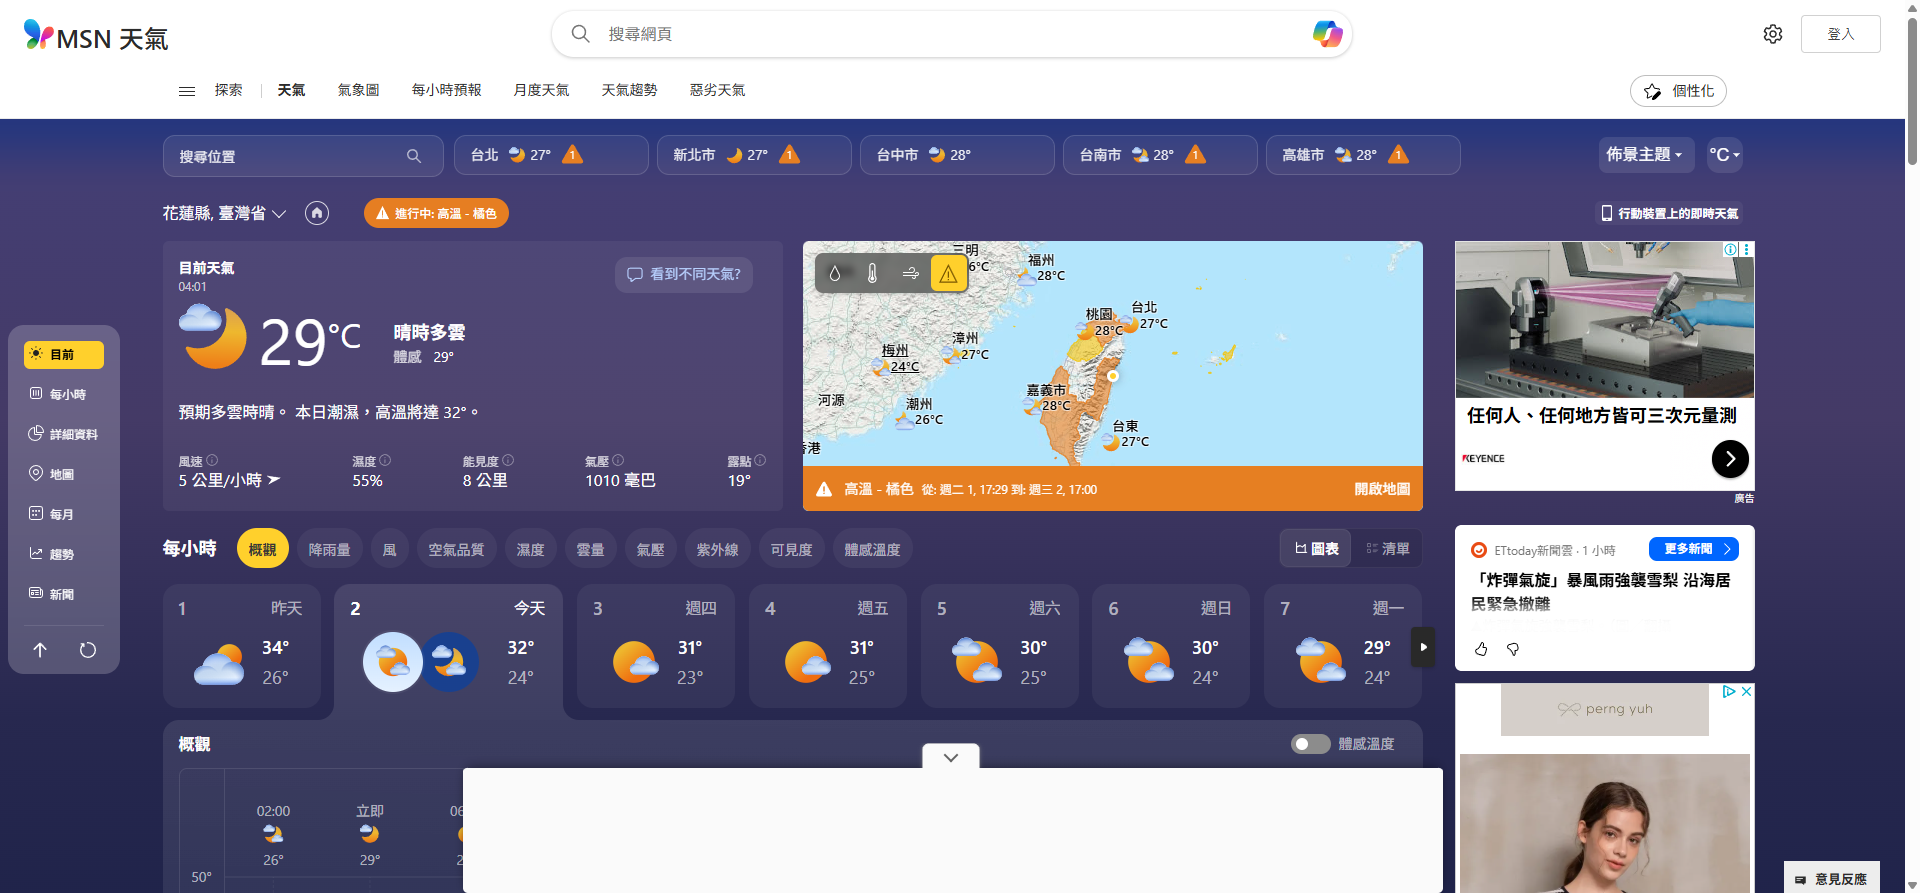 MSN 天氣
搜尋網頁
登入
探索
天氣
氣象圖
每小時預報
月度天氣
天氣趨勢
惡劣天氣
個性化
搜尋位置
台北 27° 1
新北市 27° 1
台中市 28°
台南市 28° 1
高雄市 28° 1
佈景主題
°C
花蓮縣, 臺灣省
進行中: 高溫 - 橘色
行動裝置上的即時天氣
目前天氣
04:01
看到不同天氣?
29°C
晴時多雲
體感 29°
預期多雲時晴。 本日潮濕，高溫將達 32°。
風速
5 公里/小時
濕度
55%
能見度
8 公里
氣壓
1010 毫巴
露點
19°
三明
6°C
福州
28°C
台北
27°C
桃園
28°C
漳州
27°C
梅州
24°C
河源
潮州
26°C
嘉義市
28°C
台東
27°C
香港
高溫 - 橘色 從: 週二 1, 17:29 到: 週三 2, 17:00
開啟地圖
目前
每小時
詳細資料
地圖
每月
趨勢
新聞
任何人、任何地方皆可三次元量測
KEYENCE
廣告
每小時
概觀
降雨量
風
空氣品質
濕度
雲量
氣壓
紫外線
可見度
體感溫度
圖表
清單
ETtoday新聞雲 · 1 小時
更多新聞
「炸彈氣旋」暴風雨強襲雪梨 沿海居
民緊急撤離
1 昨天
34°
26°
2 今天
32°
24°
3 週四
31°
23°
4 週五
31°
25°
5 週六
30°
25°
6 週日
30°
24°
7 週一
29°
24°
概觀
體感溫度
perng yuh
02:00
26°
立即
29°
50°
意見反應